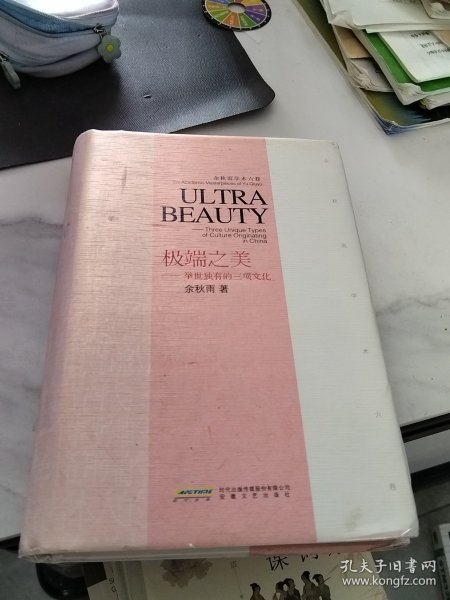 余秋雨学术六卷
Six Academic Masterpieces of Yu Qiuyu
ULTRA
BEAUTY
——Three Unique Types
of Culture Originating
in China
极端之美
举世独有的三项文化
余秋雨 著
时代出版传媒股份有限公司
安徽文艺出版社
孔夫子旧书网
www.kongfz.com